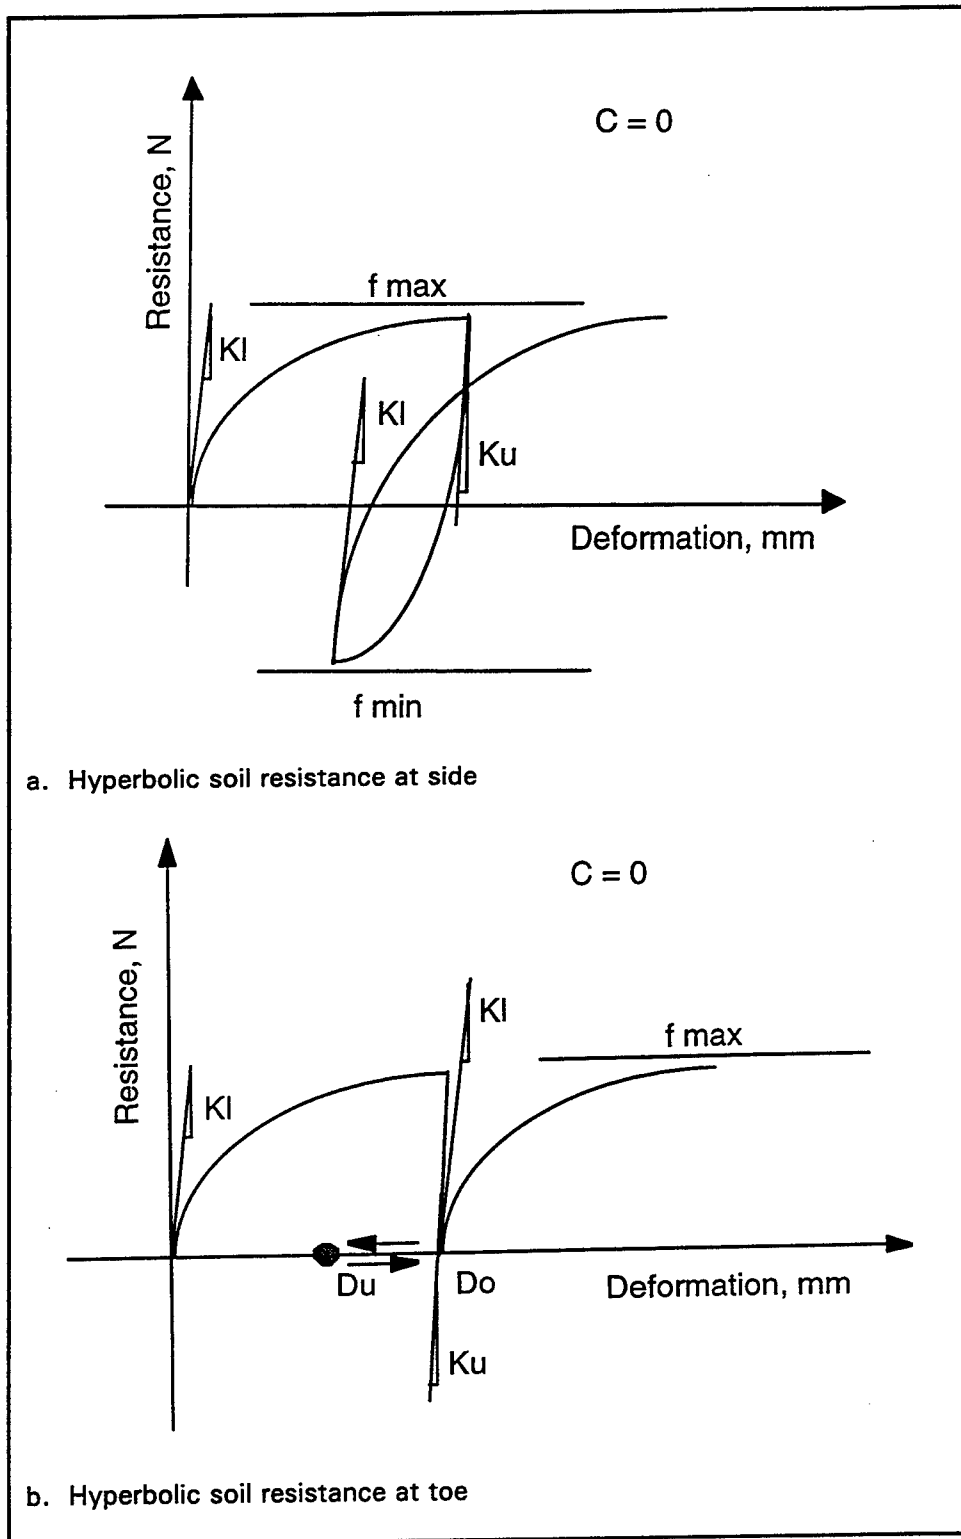 C = 0
Resistance, N
f max
Kl
Kl
Ku
Deformation, mm
f min
a. Hyperbolic soil resistance at side
C = 0
Resistance, N
Kl
f max
Kl
Du
Do
Deformation, mm
Ku
b. Hyperbolic soil resistance at toe